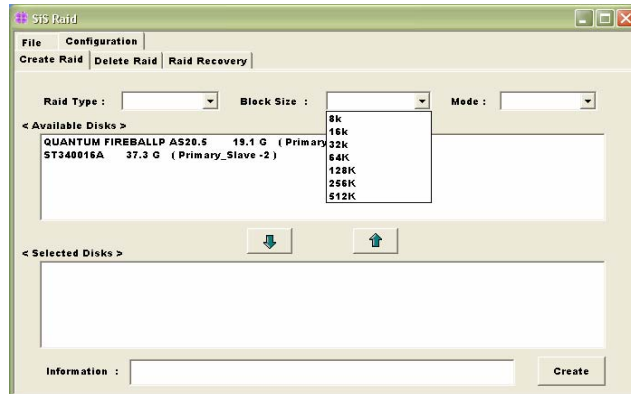 SiS Raid
File Configuration
Create Raid Delete Raid Raid Recovery
Raid Type : Block Size : Mode :
8k
16k
32k
64K
128K
256K
512K
< Available Disks >
QUANTUM FIREBALLP AS20.5 19.1 G ( Primary
ST340016A 37.3 G ( Primary_Slave -2 )
< Selected Disks >
Information : Create